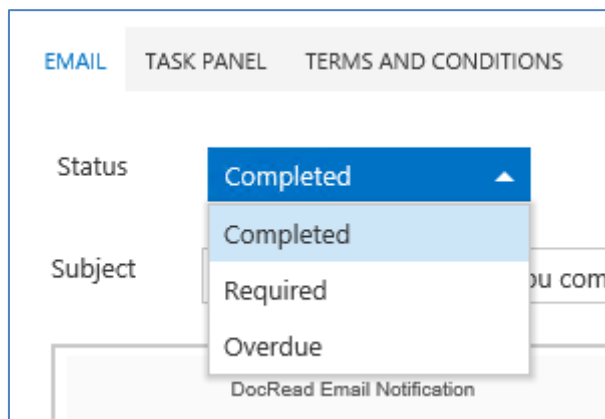 EMAIL TASK PANEL TERMS AND CONDITIONS
Status Completed
Completed
Subject
Required
Overdue
DocRead Email Notification